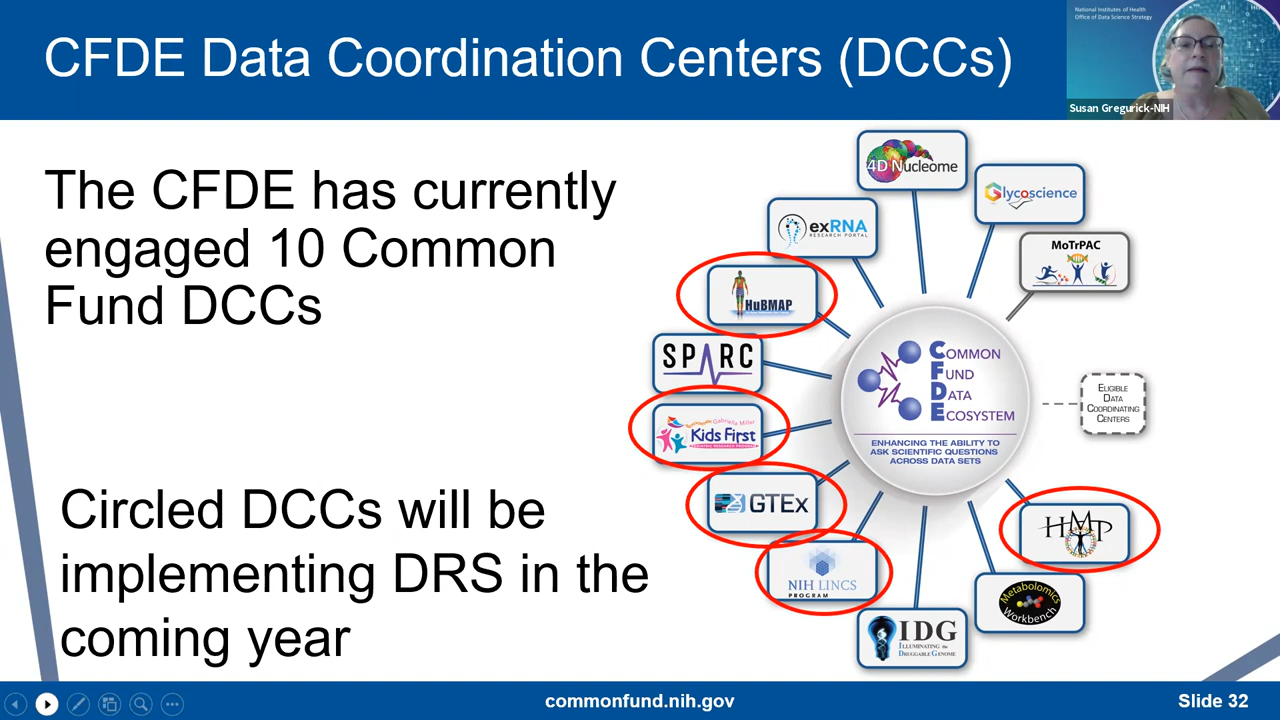 CFDE Data Coordination Centers (DCCs)
National Institutes of Health
Office of Data Science Strategy
Susan Gregurick-NIH
The CFDE has currently
engaged 10 Common
Fund DCCs
Circled DCCs will be
implementing DRS in the
coming year
4D Nucleome
Glycoscience
exRNA
RESEARCH PORTAL
MoTrPAC
HuBMAP
SPARC
Gabriella Miller
Kids First
GTEx
NIH LINCS
PROGRAM
IDG
ILLUMINATING the
DRUGGABLE GENOME
Metabolomics
Workbench
HMP
COMMON
FUND
DATA
ECOSYSTEM
ENHANCING THE ABILITY TO
ASK SCIENTIFIC QUESTIONS
ACROSS DATA SETS
ELIGIBLE
DATA
COORDINATING
CENTERS
commonfund.nih.gov
Slide 32